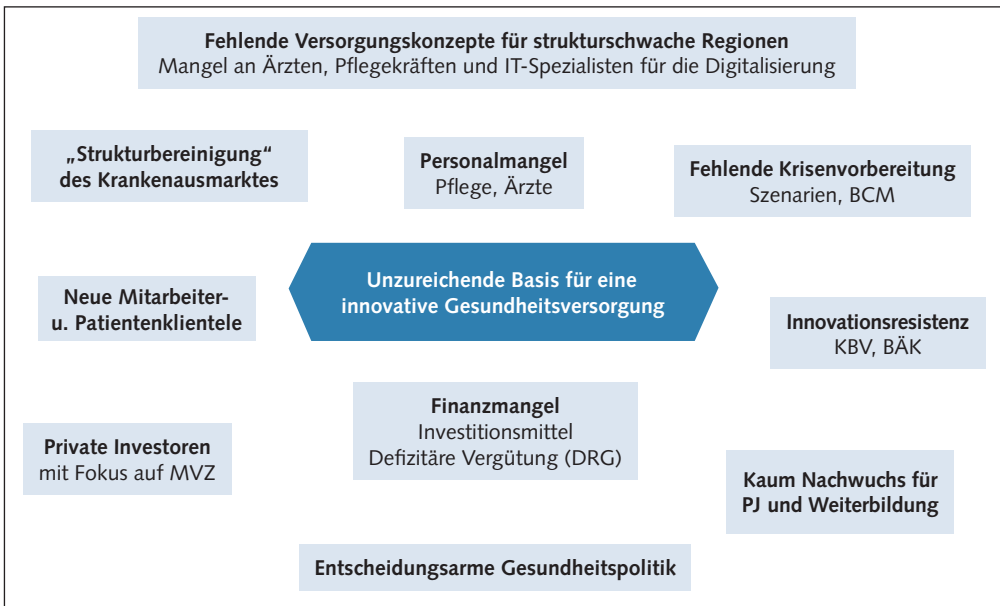 Fehlende Versorgungskonzepte für strukturschwache Regionen
Mangel an Ärzten, Pflegekräften und IT-Spezialisten für die Digitalisierung
„Strukturbereinigung“
des Krankenausmarktes
Personalmangel
Pflege, Ärzte
Fehlende Krisenvorbereitung
Szenarien, BCM
Unzureichende Basis für eine
innovative Gesundheitsversorgung
Neue Mitarbeiter-
u. Patientenklientele
Innovationsresistenz
KBV, BÄK
Finanzmangel
Investitionsmittel
Defizitäre Vergütung (DRG)
Private Investoren
mit Fokus auf MVZ
Kaum Nachwuchs für
PJ und Weiterbildung
Entscheidungsarme Gesundheitspolitik